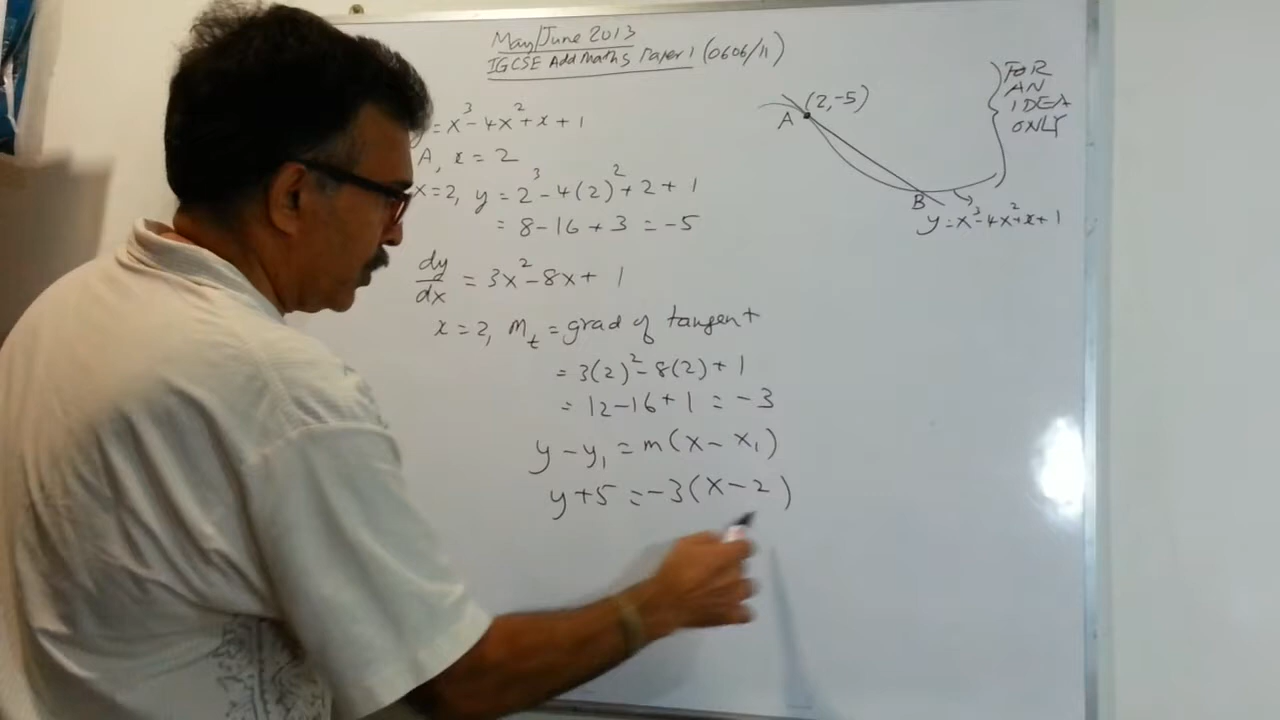 May/June 2013
IGCSE Add Maths Paper 1 (0606/11)
y = x³ - 4x² + x + 1
A, x = 2
x = 2, y = 2³ - 4(2)² + 2 + 1
= 8 - 16 + 3 = -5
dy/dx = 3x² - 8x + 1
x = 2, m_t = grad of tangent
= 3(2)² - 8(2) + 1
= 12 - 16 + 1 = -3
y - y₁ = m(x - x₁)
y + 5 = -3(x - 2)
A (2, -5)
B
y = x³ - 4x² + x + 1
FOR
AN
IDEA
ONLY